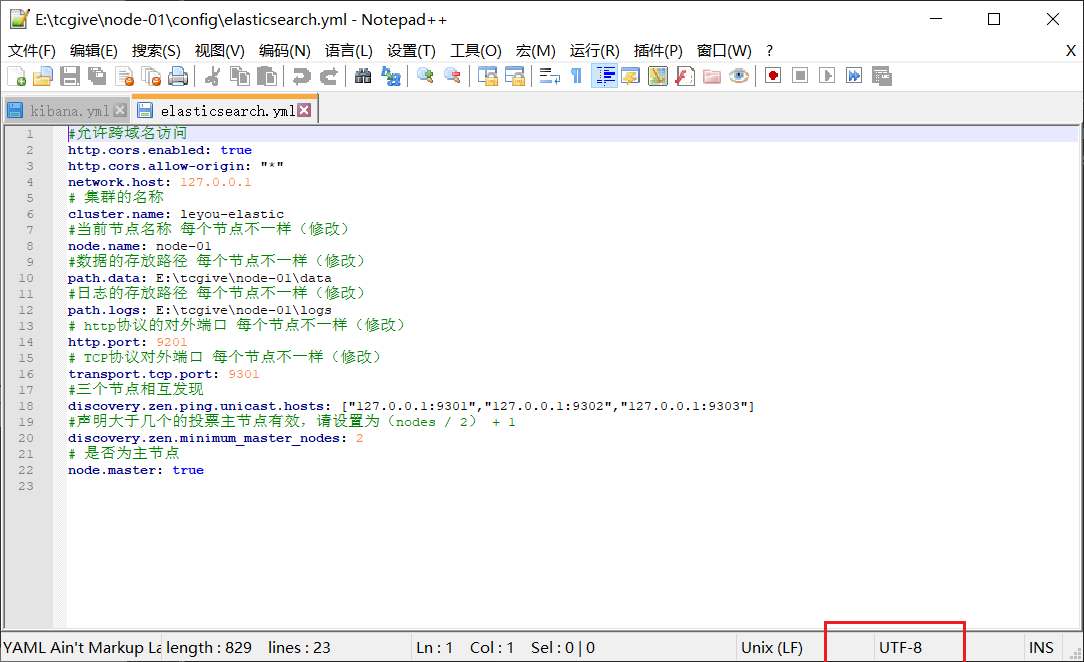 E:\tcgive\node-01\config\elasticsearch.yml - Notepad++
文件(F) 编辑(E) 搜索(S) 视图(V) 编码(N) 语言(L) 设置(T) 工具(O) 宏(M) 运行(R) 插件(P) 窗口(W) ? X
kibana.yml elasticsearch.yml
1 #允许跨域名访问
2 http.cors.enabled: true
3 http.cors.allow-origin: "*"
4 network.host: 127.0.0.1
5 # 集群的名称
6 cluster.name: leyou-elastic
7 #当前节点名称 每个节点不一样（修改）
8 node.name: node-01
9 #数据的存放路径 每个节点不一样（修改）
10 path.data: E:\tcgive\node-01\data
11 #日志的存放路径 每个节点不一样（修改）
12 path.logs: E:\tcgive\node-01\logs
13 # http协议的对外端口 每个节点不一样（修改）
14 http.port: 9201
15 # TCP协议对外端口 每个节点不一样（修改）
16 transport.tcp.port: 9301
17 #三个节点相互发现
18 discovery.zen.ping.unicast.hosts: ["127.0.0.1:9301","127.0.0.1:9302","127.0.0.1:9303"]
19 #声明大于几个的投票主节点有效，请设置为（nodes / 2） + 1
20 discovery.zen.minimum_master_nodes: 2
21 # 是否为主节点
22 node.master: true
23
YAML Ain't Markup La length : 829 lines : 23 Ln : 1 Col : 1 Sel : 0 | 0 Unix (LF) UTF-8 INS